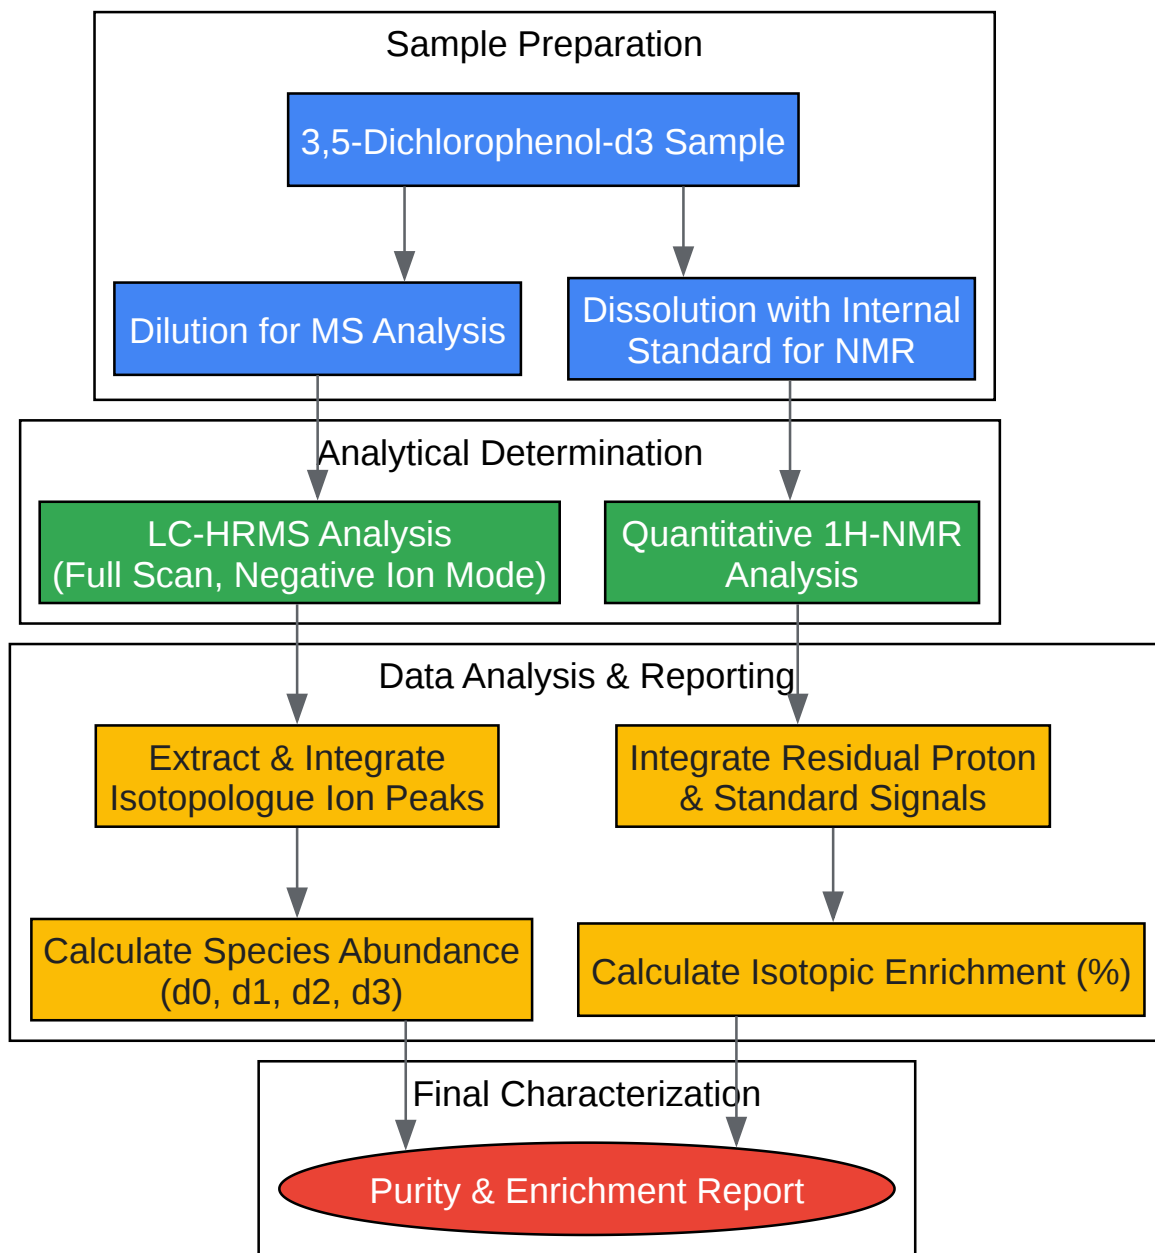 Sample Preparation
3,5-Dichlorophenol-d3 Sample
Dilution for MS Analysis
Dissolution with Internal
Standard for NMR
Analytical Determination
LC-HRMS Analysis
(Full Scan, Negative Ion Mode)
Quantitative 1H-NMR
Analysis
Data Analysis & Reporting
Extract & Integrate
Isotopologue Ion Peaks
Integrate Residual Proton
& Standard Signals
Calculate Species Abundance
(d0, d1, d2, d3)
Calculate Isotopic Enrichment (%)
Final Characterization
Purity & Enrichment Report